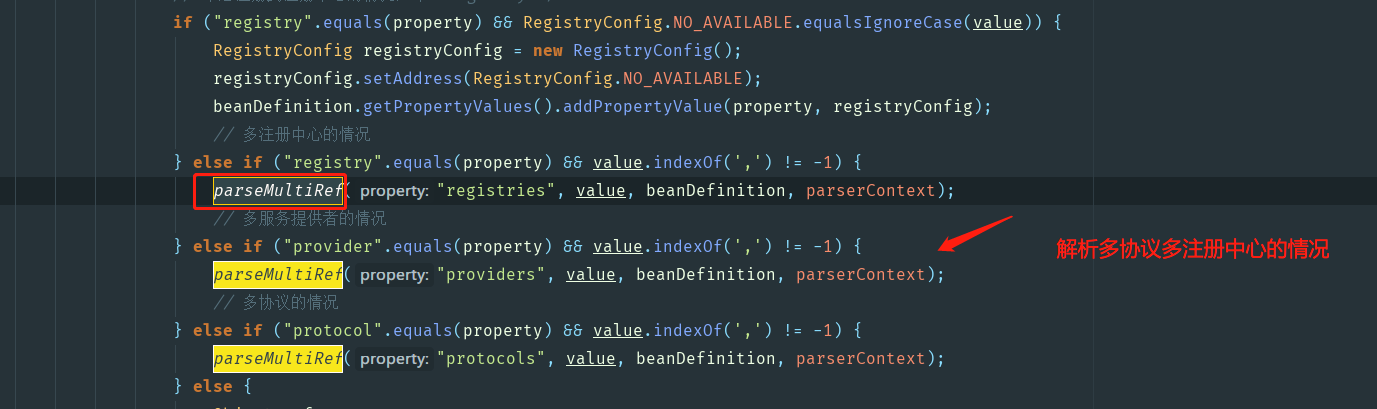 if ("registry".equals(property) && RegistryConfig.NO_AVAILABLE.equalsIgnoreCase(value)) {
RegistryConfig registryConfig = new RegistryConfig();
registryConfig.setAddress(RegistryConfig.NO_AVAILABLE);
beanDefinition.getPropertyValues().addPropertyValue(property, registryConfig);
// 多注册中心的情况
} else if ("registry".equals(property) && value.indexOf(',') != -1) {
parseMultiRef( property: "registries", value, beanDefinition, parserContext);
// 多服务提供者的情况
} else if ("provider".equals(property) && value.indexOf(',') != -1) {
解析多协议多注册中心的情况
parseMultiRef( property: "providers", value, beanDefinition, parserContext);
// 多协议的情况
} else if ("protocol".equals(property) && value.indexOf(',') != -1) {
parseMultiRef( property: "protocols", value, beanDefinition, parserContext);
} else {